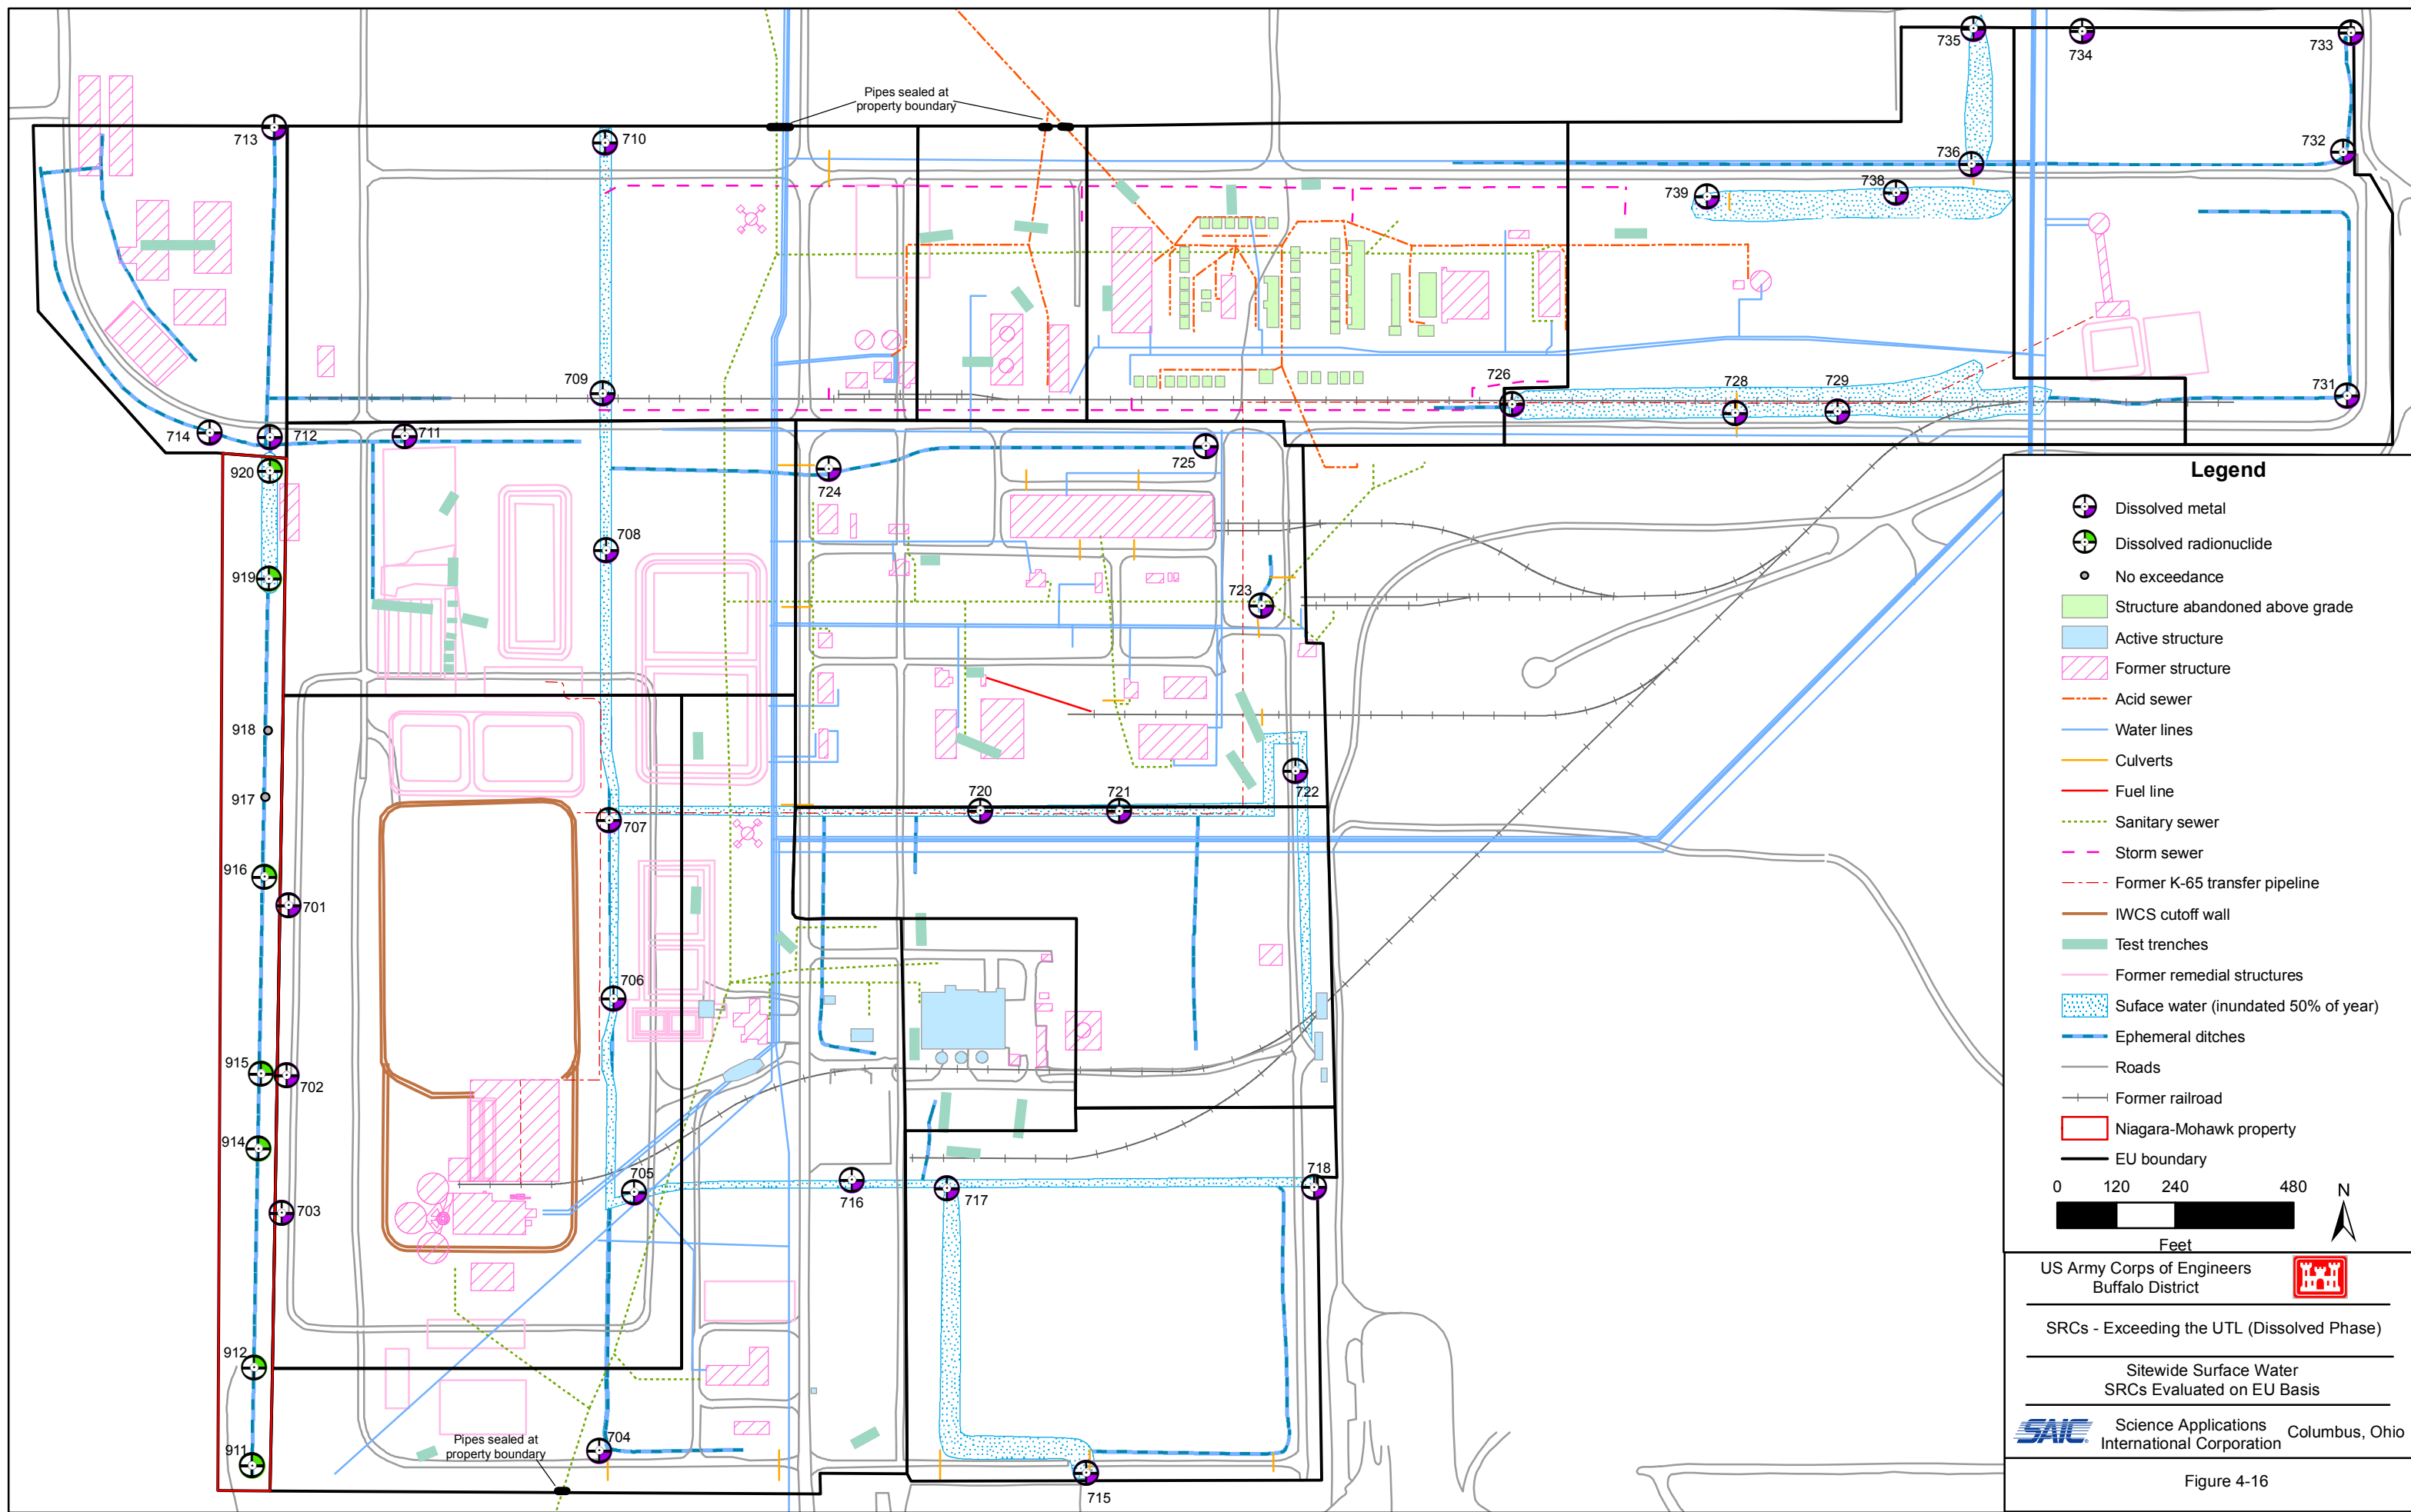 735
734
733
Pipes sealed at
property boundary
713
710
732
736
739
738
709
726
728
729
731
714
712
711
725
724
920
708
919
723
918
917
720
721
722
707
916
701
706
915
702
914
703
705
716
717
718
912
911
704
Pipes sealed at
property boundary
715
Legend
Dissolved metal
Dissolved radionuclide
No exceedance
Structure abandoned above grade
Active structure
Former structure
Acid sewer
Water lines
Culverts
Fuel line
Sanitary sewer
Storm sewer
Former K-65 transfer pipeline
IWCS cutoff wall
Test trenches
Former remedial structures
Suface water (inundated 50% of year)
Ephemeral ditches
Roads
Former railroad
Niagara-Mohawk property
EU boundary
0 120 240 480
N
Feet
US Army Corps of Engineers
Buffalo District
SRCs - Exceeding the UTL (Dissolved Phase)
Sitewide Surface Water
SRCs Evaluated on EU Basis
SAIC
Science Applications
International Corporation
Columbus, Ohio
Figure 4-16